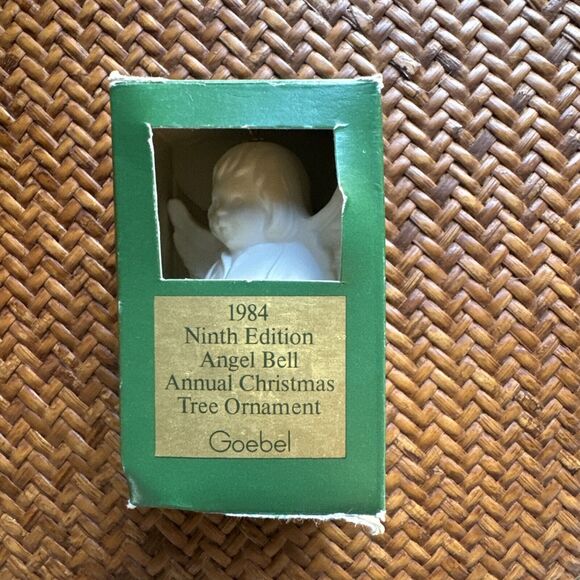 1984
Ninth Edition
Angel Bell
Annual Christmas
Tree Ornament
Goebel